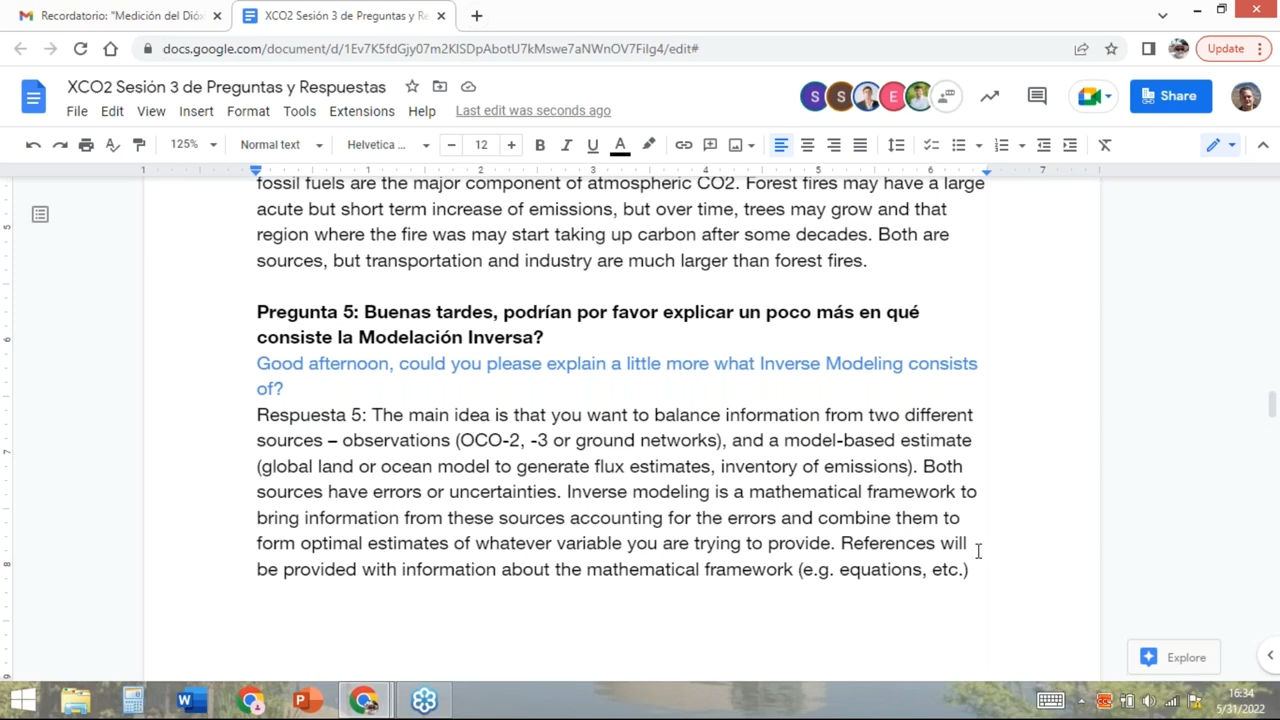 Recordatorio: "Medición del Dióx
XCO2 Sesión 3 de Preguntas y Re
docs.google.com/document/d/1Ev7K5fdGjy07m2KlSDpAbotU7kMswe7aNWnOV7FiIg4/edit#
Update
XCO2 Sesión 3 de Preguntas y Respuestas
File Edit View Insert Format Tools Extensions Help Last edit was seconds ago
S S E
Share
125% Normal text Helvetica ... 12 B I U A
1 1 2 3 4 5 6 7
fossil fuels are the major component of atmospheric CO2. Forest fires may have a large
acute but short term increase of emissions, but over time, trees may grow and that
region where the fire was may start taking up carbon after some decades. Both are
sources, but transportation and industry are much larger than forest fires.
Pregunta 5: Buenas tardes, podrían por favor explicar un poco más en qué
consiste la Modelación Inversa?
Good afternoon, could you please explain a little more what Inverse Modeling consists
of?
Respuesta 5: The main idea is that you want to balance information from two different
sources – observations (OCO-2, -3 or ground networks), and a model-based estimate
(global land or ocean model to generate flux estimates, inventory of emissions). Both
sources have errors or uncertainties. Inverse modeling is a mathematical framework to
bring information from these sources accounting for the errors and combine them to
form optimal estimates of whatever variable you are trying to provide. References will
be provided with information about the mathematical framework (e.g. equations, etc.)
Explore
16:34
5/31/2022